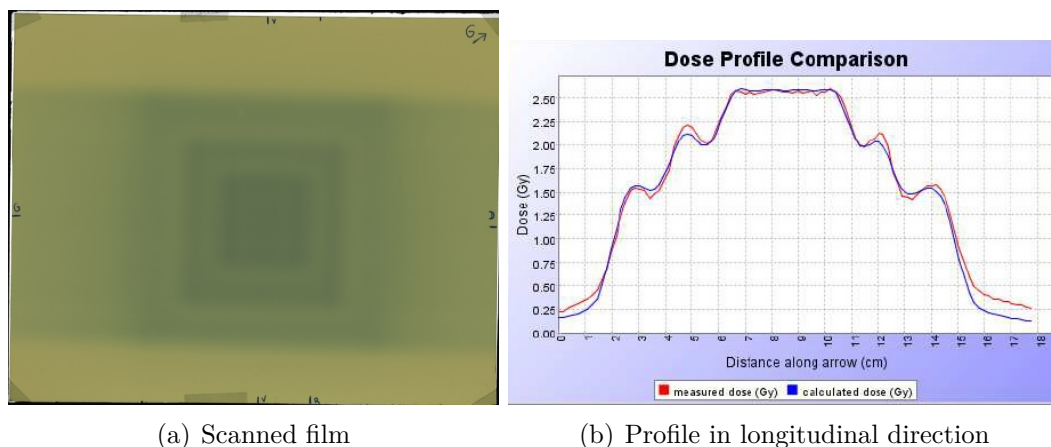 G
Dose Profile Comparison
2.50
2.25
2.00
1.75
1.50
1.25
1.00
0.75
0.50
0.25
0.00
Dose (Gy)
0 1 2 3 4 5 6 7 8 9 10 11 12 13 14 15 16 17 18
Distance along arrow (cm)
measured dose (Gy) calculated dose (Gy)
(a) Scanned film
(b) Profile in longitudinal direction